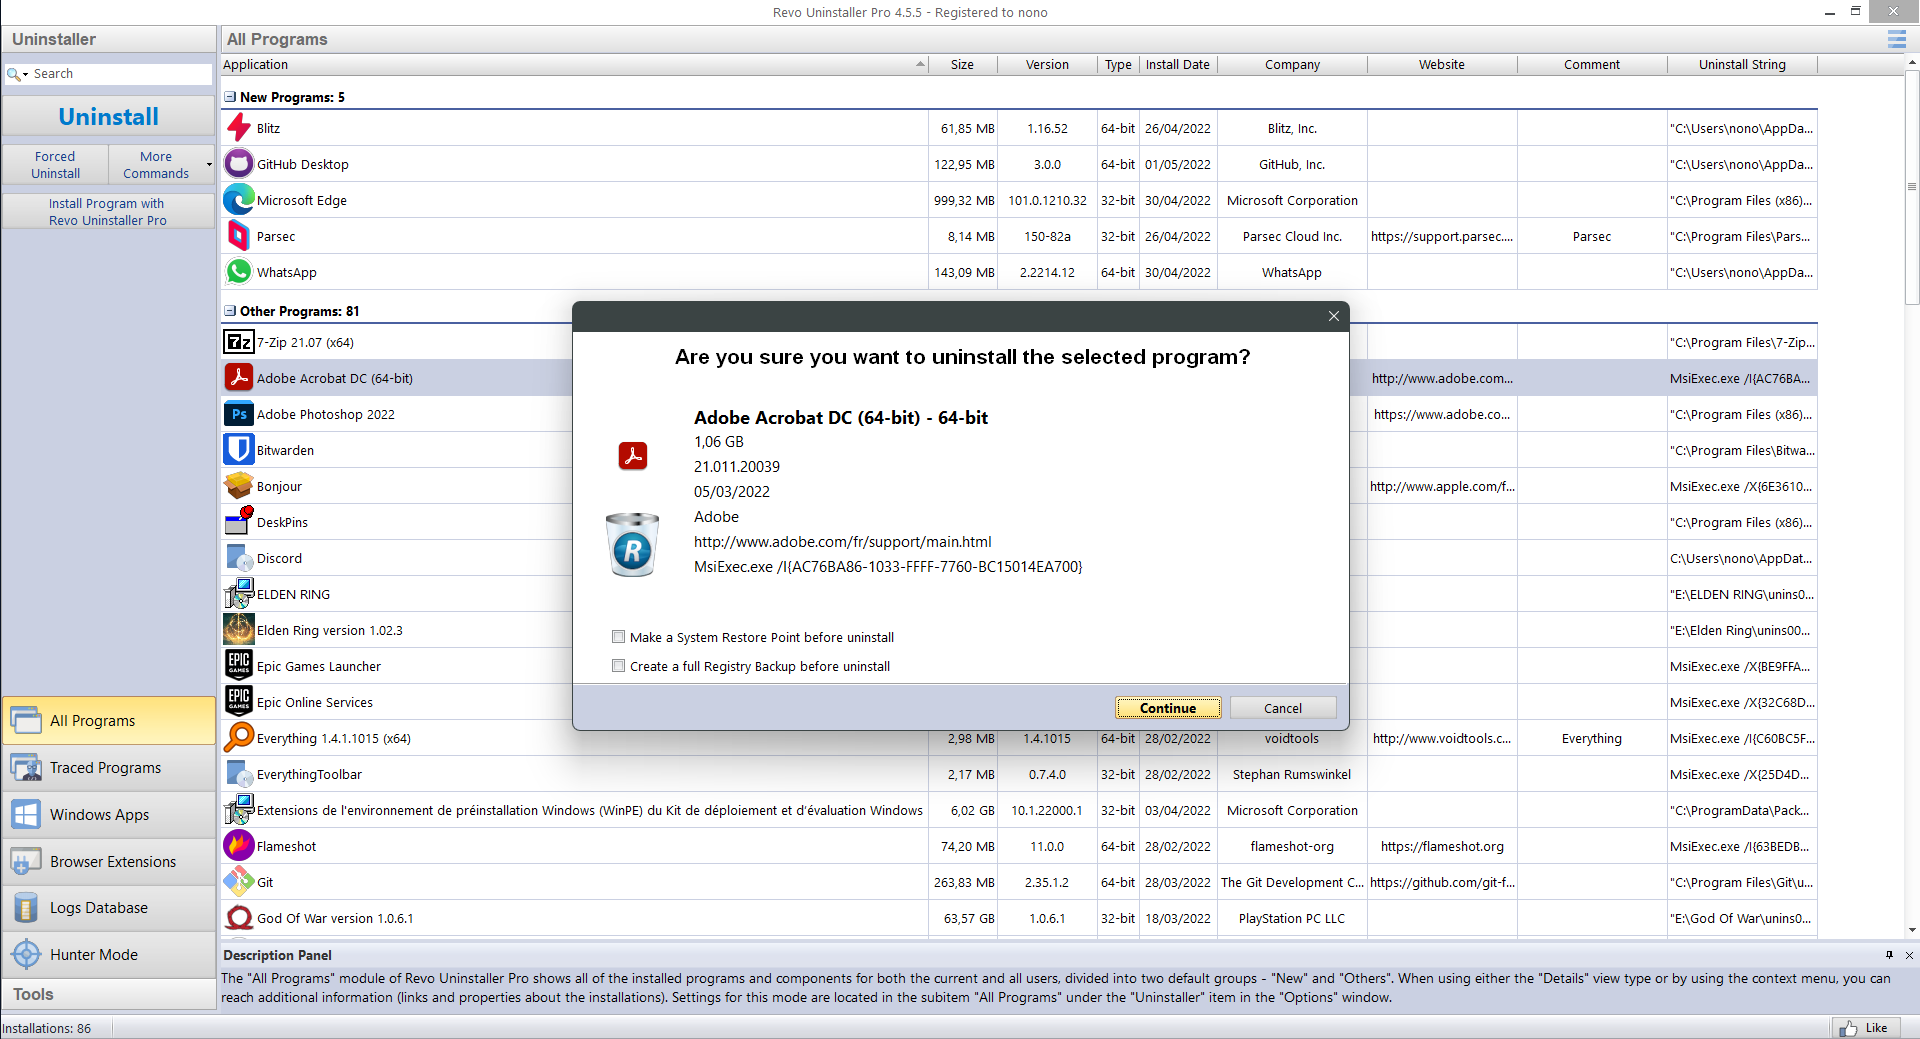 Revo Uninstaller Pro 4.5.5 - Registered to nono
Uninstaller
All Programs
Search
Uninstall
Forced Uninstall
More Commands
Install Program with
Revo Uninstaller Pro
Application Size Version Type Install Date Company Website Comment Uninstall String
New Programs: 5
Blitz 61,85 MB 1.16.52 64-bit 26/04/2022 Blitz, Inc. "C:\Users\nono\AppDa...
GitHub Desktop 122,95 MB 3.0.0 64-bit 01/05/2022 GitHub, Inc. "C:\Users\nono\AppDa...
Microsoft Edge 999,32 MB 101.0.1210.32 32-bit 30/04/2022 Microsoft Corporation "C:\Program Files (x86)...
Parsec 8,14 MB 150-82a 32-bit 26/04/2022 Parsec Cloud Inc. https://support.parsec.... Parsec "C:\Program Files\Pars...
WhatsApp 143,09 MB 2.2214.12 64-bit 30/04/2022 WhatsApp "C:\Users\nono\AppDa...
Other Programs: 81
7-Zip 21.07 (x64) "C:\Program Files\7-Zip...
Adobe Acrobat DC (64-bit) http://www.adobe.com... MsiExec.exe /I{AC76BA...
Ps Adobe Photoshop 2022 https://www.adobe.co... "C:\Program Files (x86)...
Bitwarden "C:\Program Files\Bitwa...
Bonjour http://www.apple.com/f... MsiExec.exe /X{6E3610...
DeskPins "C:\Program Files (x86)...
Discord C:\Users\nono\AppDat...
ELDEN RING "E:\ELDEN RING\unins0...
Elden Ring version 1.02.3 "E:\Elden Ring\unins00...
EPIC GAMES Epic Games Launcher MsiExec.exe /X{BE9FFA...
EPIC GAMES Epic Online Services MsiExec.exe /X{32C68D...
Everything 1.4.1.1015 (x64) 2,98 MB 1.4.1015 64-bit 28/02/2022 voidtools http://www.voidtools.c... Everything MsiExec.exe /I{C60BC5F...
EverythingToolbar 2,17 MB 0.7.4.0 32-bit 28/02/2022 Stephan Rumswinkel MsiExec.exe /X{25D4D...
Extensions de l'environnement de préinstallation Windows (WinPE) du Kit de déploiement et d'évaluation Windows 6,02 GB 10.1.22000.1 32-bit 03/04/2022 Microsoft Corporation "C:\ProgramData\Pack...
Flameshot 74,20 MB 11.0.0 64-bit 28/02/2022 flameshot-org https://flameshot.org MsiExec.exe /I{63BEDB...
Git 263,83 MB 2.35.1.2 64-bit 28/03/2022 The Git Development C... https://github.com/git-f... "C:\Program Files\Git\u...
God Of War version 1.0.6.1 63,57 GB 1.0.6.1 32-bit 18/03/2022 PlayStation PC LLC "E:\God Of War\unins0...
Are you sure you want to uninstall the selected program?
Adobe Acrobat DC (64-bit) - 64-bit
1,06 GB
21.011.20039
05/03/2022
Adobe
http://www.adobe.com/fr/support/main.html
MsiExec.exe /I{AC76BA86-1033-FFFF-7760-BC15014EA700}
Make a System Restore Point before uninstall
Create a full Registry Backup before uninstall
Continue
Cancel
All Programs
Traced Programs
Windows Apps
Browser Extensions
Logs Database
Hunter Mode
Tools
Description Panel
The "All Programs" module of Revo Uninstaller Pro shows all of the installed programs and components for both the current and all users, divided into two default groups - "New" and "Others". When using either the "Details" view type or by using the context menu, you can
reach additional information (links and properties about the installations). Settings for this mode are located in the subitem "All Programs" under the "Uninstaller" item in the "Options" window.
Installations: 86
Like